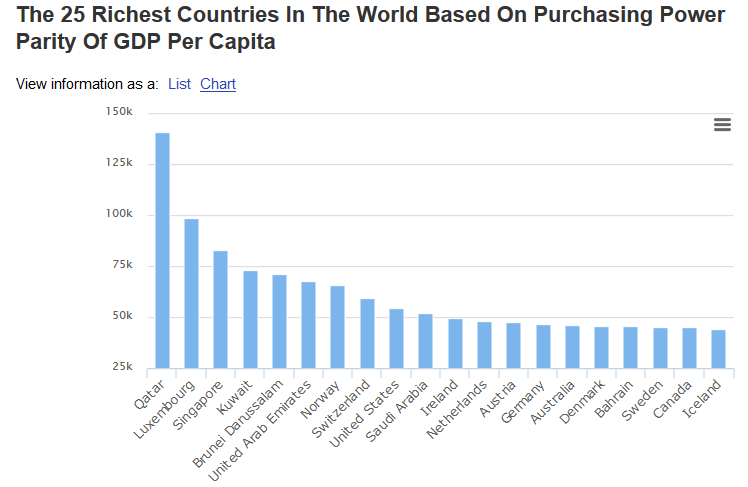 The 25 Richest Countries In The World Based On Purchasing Power
Parity Of GDP Per Capita
View information as a: List Chart
150k
125k
100k
75k
50k
25k
Qatar
Luxembourg
Singapore
Kuwait
Brunei Darussalam
United Arab Emirates
Norway
Switzerland
United States
Saudi Arabia
Ireland
Netherlands
Austria
Germany
Australia
Denmark
Bahrain
Sweden
Canada
Iceland